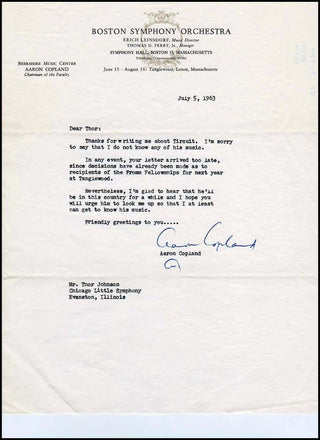 BOSTON SYMPHONY ORCHESTRA
ERICH LEINSDORF, Music Director
THOMAS D. PERRY, Jr., Manager
SYMPHONY HALL, BOSTON 15 MASSACHUSETTS
BERKSHIRE MUSIC CENTER
AARON COPLAND
Chairman of the Faculty
June 15 - August 31: Tanglewood, Lenox, Massachusetts
July 5, 1963
Dear Thor:
Thanks for writing me about Tircuit. I'm sorry
to say that I do not know any of his music.
In any event, your letter arrived too late,
since decisions have already been made as to
recipients of the Fromm Fellowships for next year
at Tanglewood.
Nevertheless, I'm glad to hear that he'll
be in this country for a while and I hope you
will urge him to look me up so that I at least
can get to know his music.
Friendly greetings to you.....
Aaron Copland
Aaron Copland
Mr. Thor Johnson
Chicago Little Symphony
Evanston, Illinois